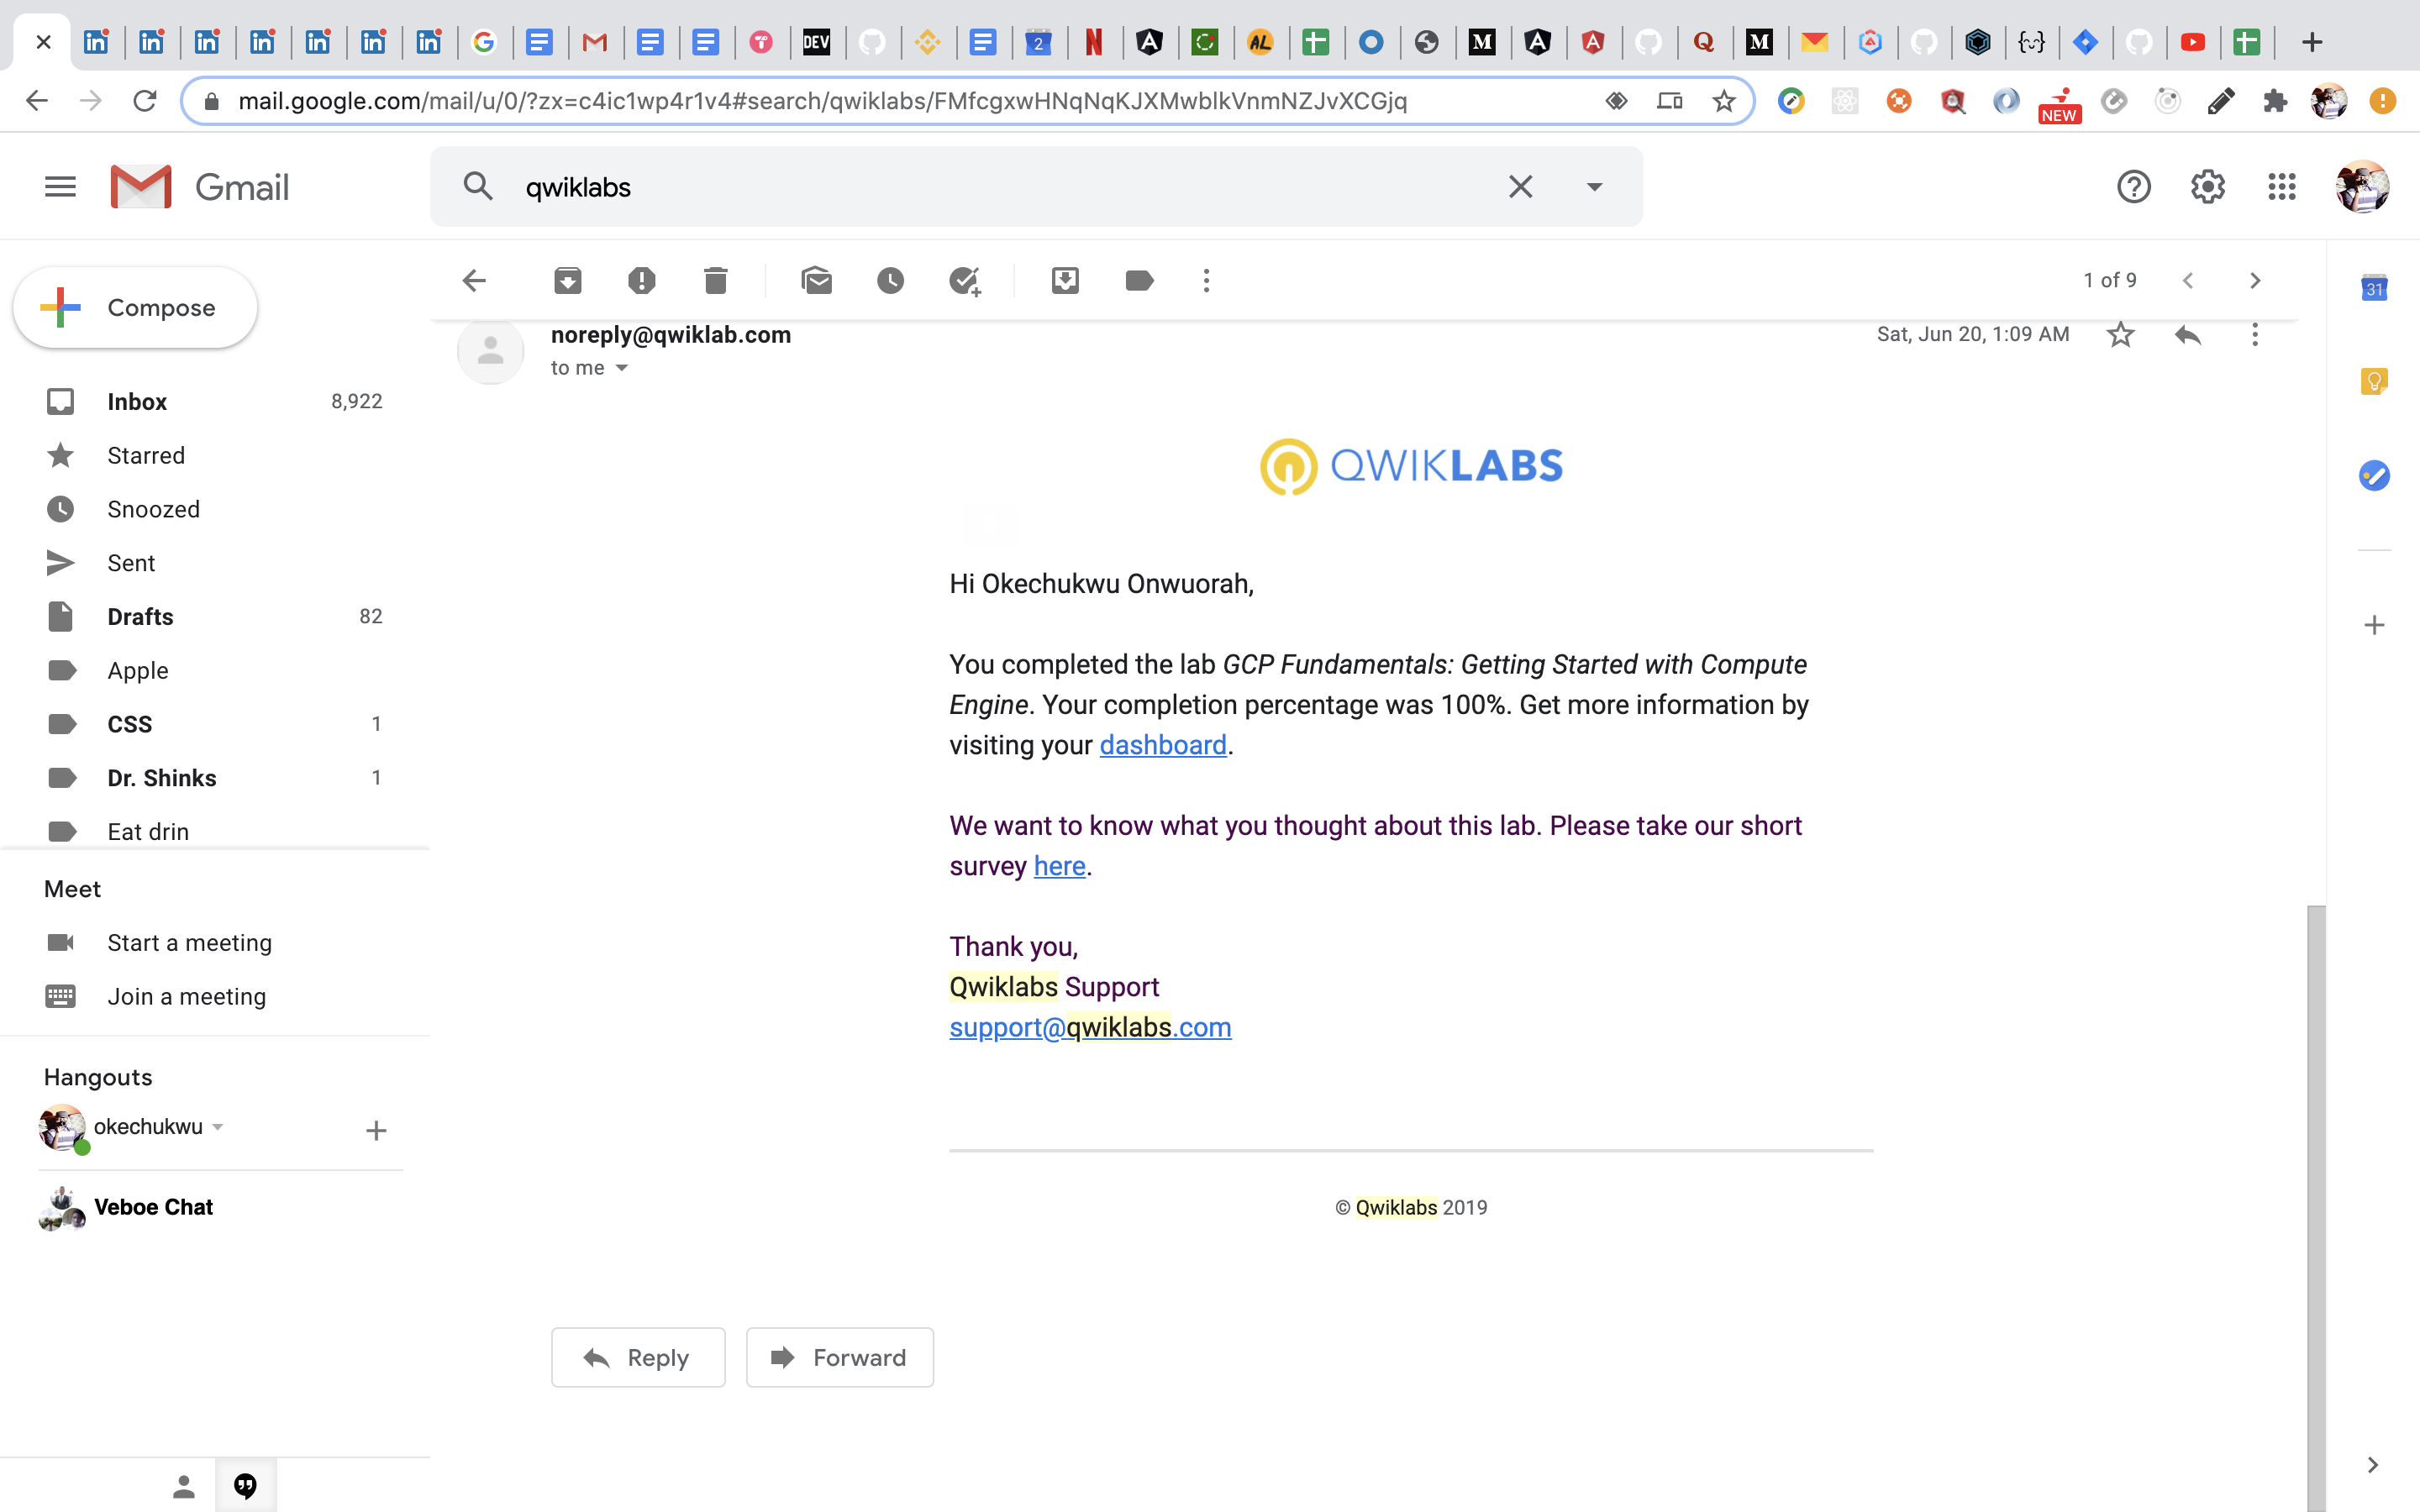 DEV
2
N
AL
M
Q
M
mail.google.com/mail/u/0/?zx=c4ic1wp4r1v4#search/qwiklabs/FMfcgxwHNqNqKJXMwblkVnmNZJvXCGjq
NEW
Gmail
qwiklabs
Compose
1 of 9
31
noreply@qwiklab.com
Sat, Jun 20, 1:09 AM
to me
Inbox 8,922
Starred
Snoozed
Sent
Drafts 82
Apple
CSS 1
Dr. Shinks 1
Eat drin
Meet
Start a meeting
Join a meeting
Hangouts
okechukwu
Veboe Chat
QWIKLABS
Hi Okechukwu Onwuorah,
You completed the lab GCP Fundamentals: Getting Started with Compute
Engine. Your completion percentage was 100%. Get more information by
visiting your dashboard.
We want to know what you thought about this lab. Please take our short
survey here.
Thank you,
Qwiklabs Support
support@qwiklabs.com
© Qwiklabs 2019
Reply
Forward